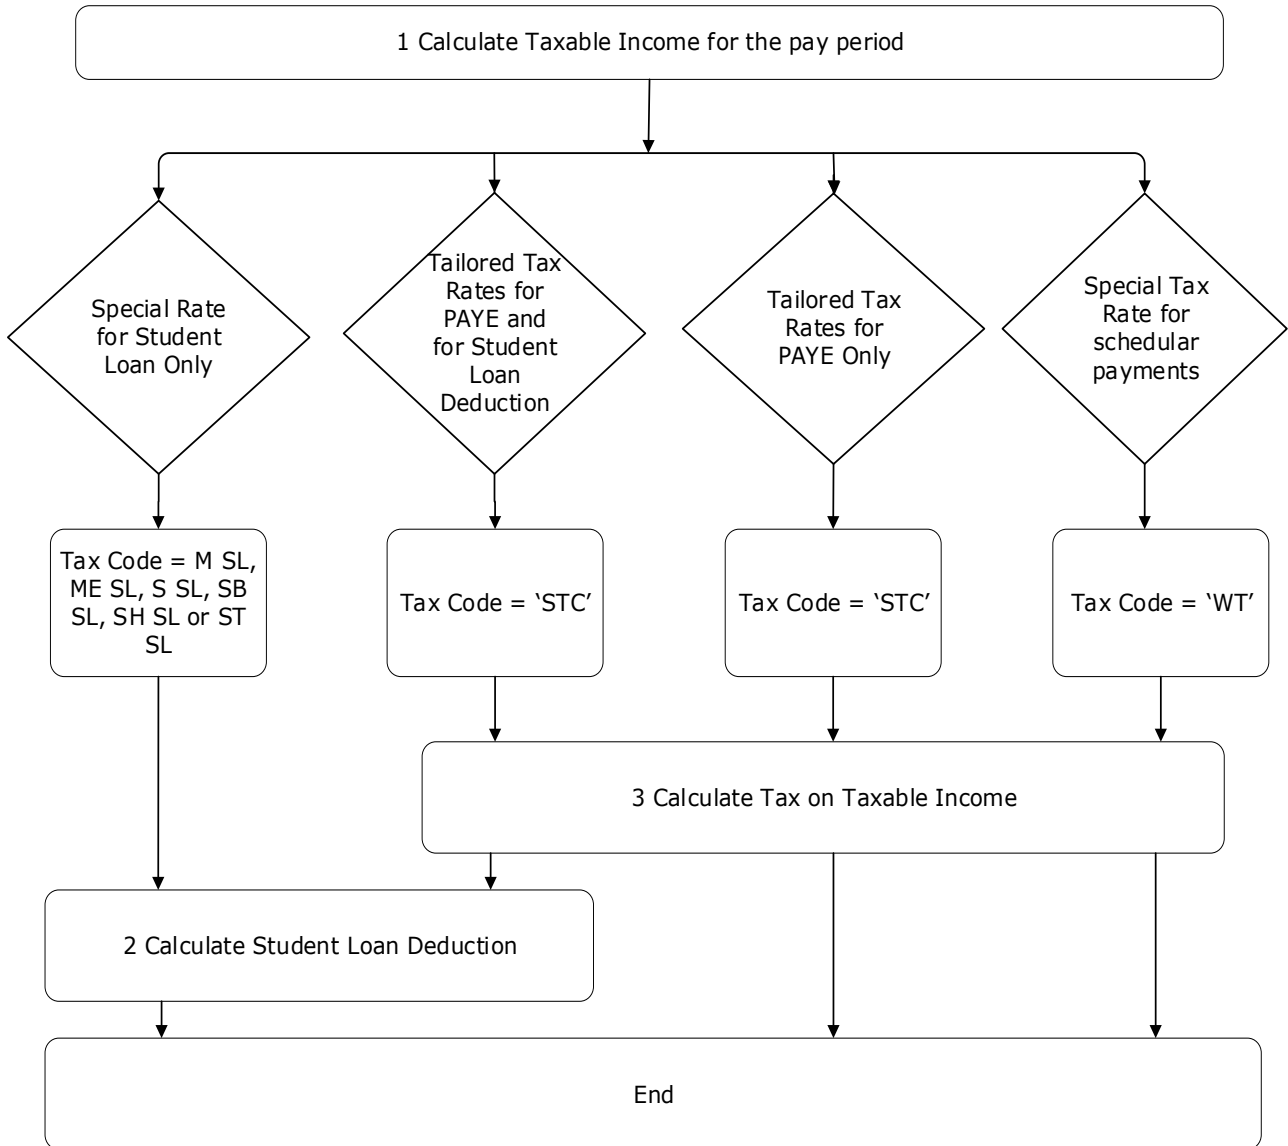 1 Calculate Taxable Income for the pay period
Special Rate
for Student
Loan Only
Tailored Tax
Rates for
PAYE and
for Student
Loan
Deduction
Tailored Tax
Rates for
PAYE Only
Special Tax
Rate for
schedular
payments
Tax Code = M SL,
ME SL, S SL, SB
SL, SH SL or ST
SL
Tax Code = ‘STC’
Tax Code = ‘STC’
Tax Code = ‘WT’
3 Calculate Tax on Taxable Income
2 Calculate Student Loan Deduction
End